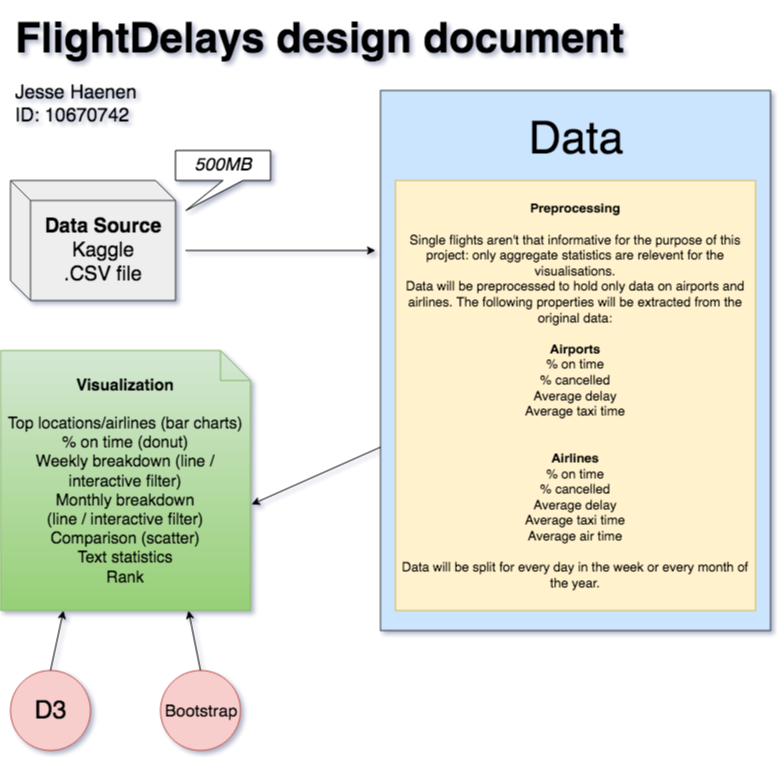 FlightDelays design document
Jesse Haenen
ID: 10670742
500MB
Data Source
Kaggle
.CSV file
Data
Preprocessing
Single flights aren't that informative for the purpose of this
project: only aggregate statistics are relevent for the
visualisations.
Data will be preprocessed to hold only data on airports and
airlines. The following properties will be extracted from the
original data:
Airports
% on time
% cancelled
Average delay
Average taxi time
Airlines
% on time
% cancelled
Average delay
Average taxi time
Average air time
Data will be split for every day in the week or every month of
the year.
Visualization
Top locations/airlines (bar charts)
% on time (donut)
Weekly breakdown (line /
interactive filter)
Monthly breakdown
(line / interactive filter)
Comparison (scatter)
Text statistics
Rank
D3
Bootstrap